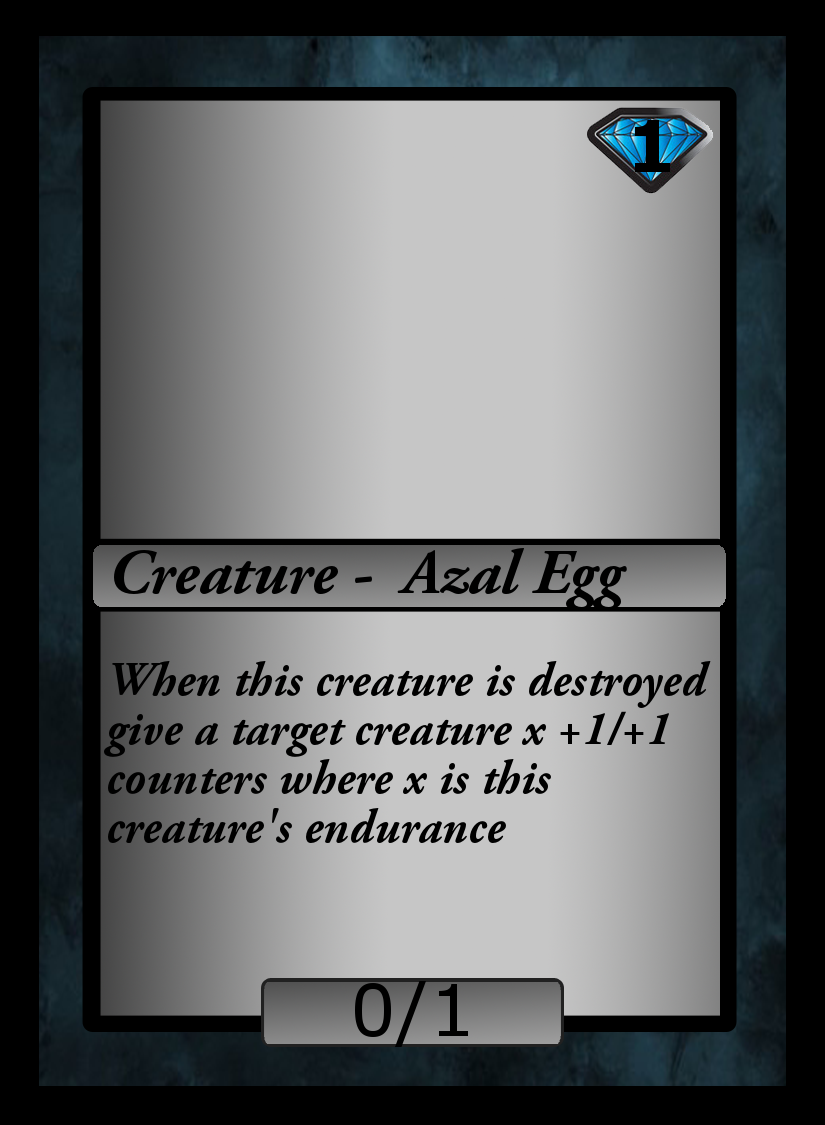 1
Creature - Azal Egg
When this creature is destroyed
give a target creature x +1/+1
counters where x is this
creature's endurance
0/1